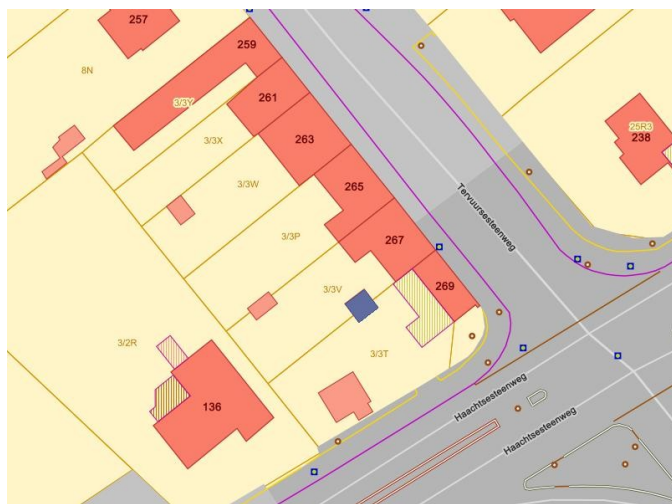 257
259
8N
3/3Y
261
3/3X
263
25R3
238
3/3W
265
Tervuursesteenweg
3/3P
267
3/3V
269
3/2R
3/3T
136
Haachtsesteenweg
Haachtsesteenweg